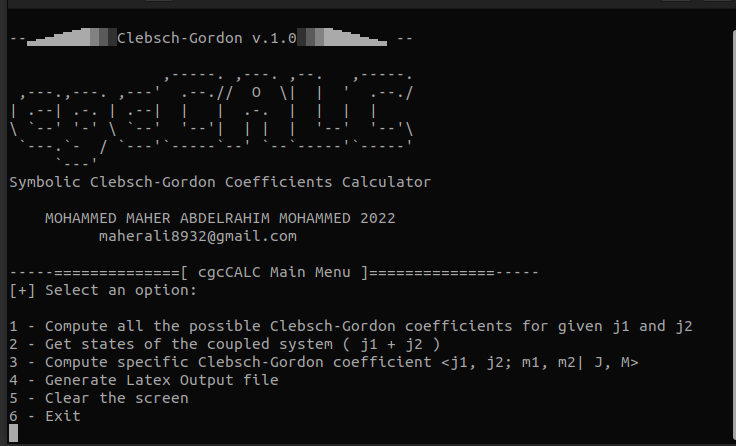 Clebsch-Gordon v.1.0
cgcCALC
Symbolic Clebsch-Gordon Coefficients Calculator
MOHAMMED MAHER ABDELRAHIM MOHAMMED 2022
maherali8932@gmail.com
-----==============[ cgcCALC Main Menu ]==============-----
[+] Select an option:
1 - Compute all the possible Clebsch-Gordon coefficients for given j1 and j2
2 - Get states of the coupled system ( j1 + j2 )
3 - Compute specific Clebsch-Gordon coefficient <j1, j2; m1, m2| J, M>
4 - Generate Latex Output file
5 - Clear the screen
6 - Exit